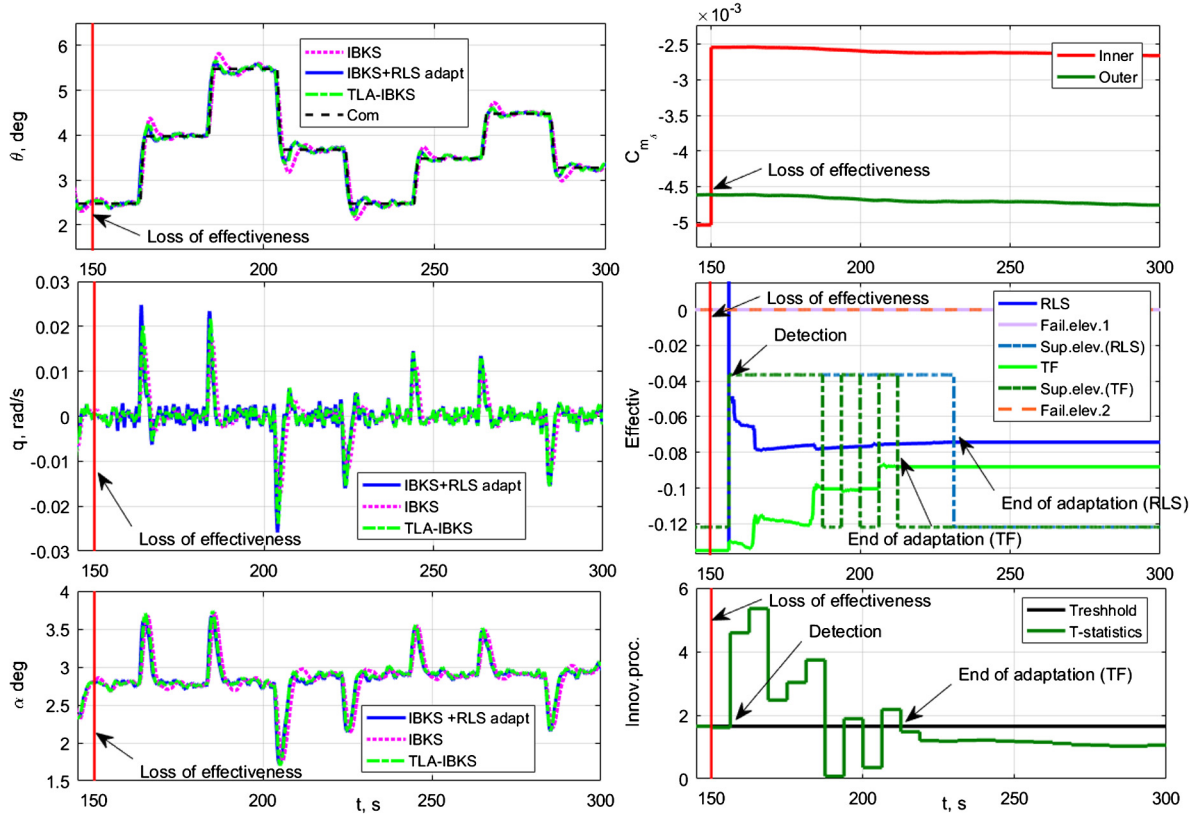 6
5
4
3
2
θ, deg
IBKS
IBKS+RLS adapt
TLA-IBKS
Com
Loss of effectiveness
150
200
250
300
0.03
0.02
0.01
0
-0.01
-0.02
-0.03
q, rad/s
IBKS+RLS adapt
IBKS
TLA-IBKS
Loss of effectiveness
150
200
250
300
4
3.5
3
2.5
2
1.5
α deg
IBKS +RLS adapt
IBKS
TLA-IBKS
Loss of effectiveness
150
200
250
300
t, s
× 10⁻³
-2.5
-3
-3.5
-4
-4.5
-5
Inner
Outer
Loss of effectiveness
150
200
250
300
0
-0.02
-0.04
-0.06
-0.08
-0.1
-0.12
Effectiv
Loss of effectiveness
Detection
RLS
Fail.elev.1
Sup.elev.(RLS)
TF
Sup.elev.(TF)
Fail.elev.2
End of adaptation (RLS)
End of adaptation (TF)
150
200
250
300
6
4
2
0
Innov.proc.
Loss of effectiveness
Detection
Treshhold
T-statistics
End of adaptation (TF)
150
200
250
300
t, s